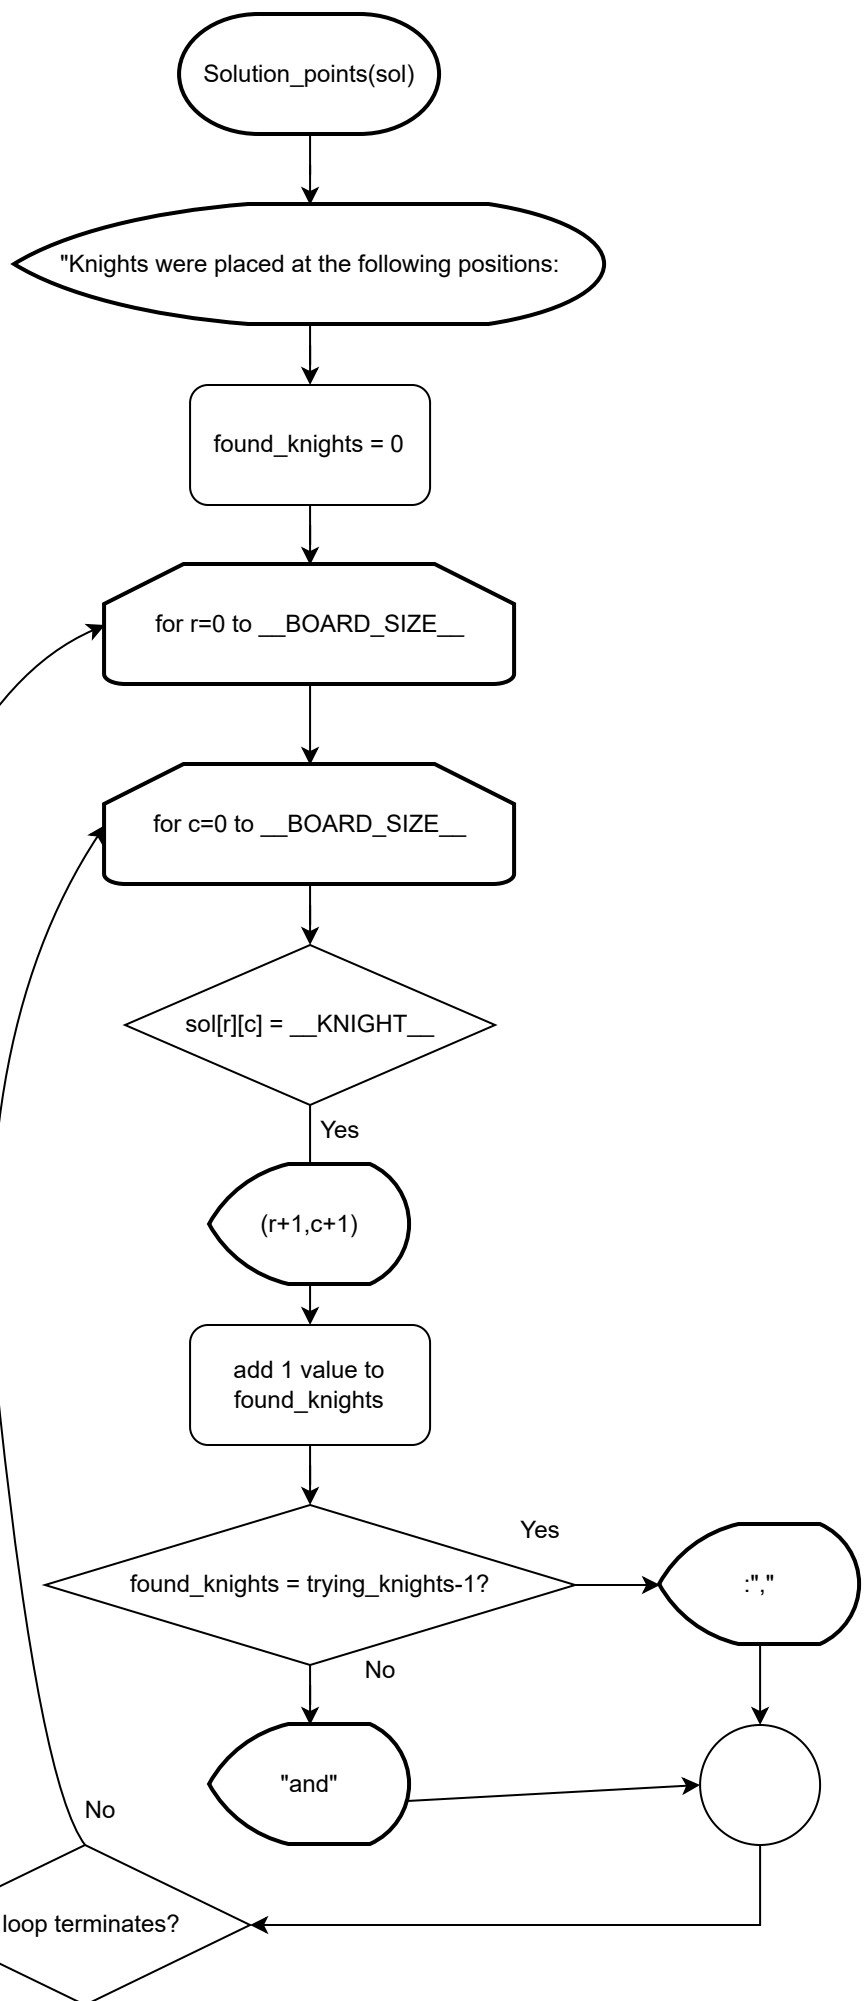 Solution_points(sol)
"Knights were placed at the following positions:
found_knights = 0
for r=0 to __BOARD_SIZE__
for c=0 to __BOARD_SIZE__
sol[r][c] = __KNIGHT__
Yes
(r+1,c+1)
add 1 value to
found_knights
found_knights = trying_knights-1?
Yes
:","
No
"and"
No
loop terminates?